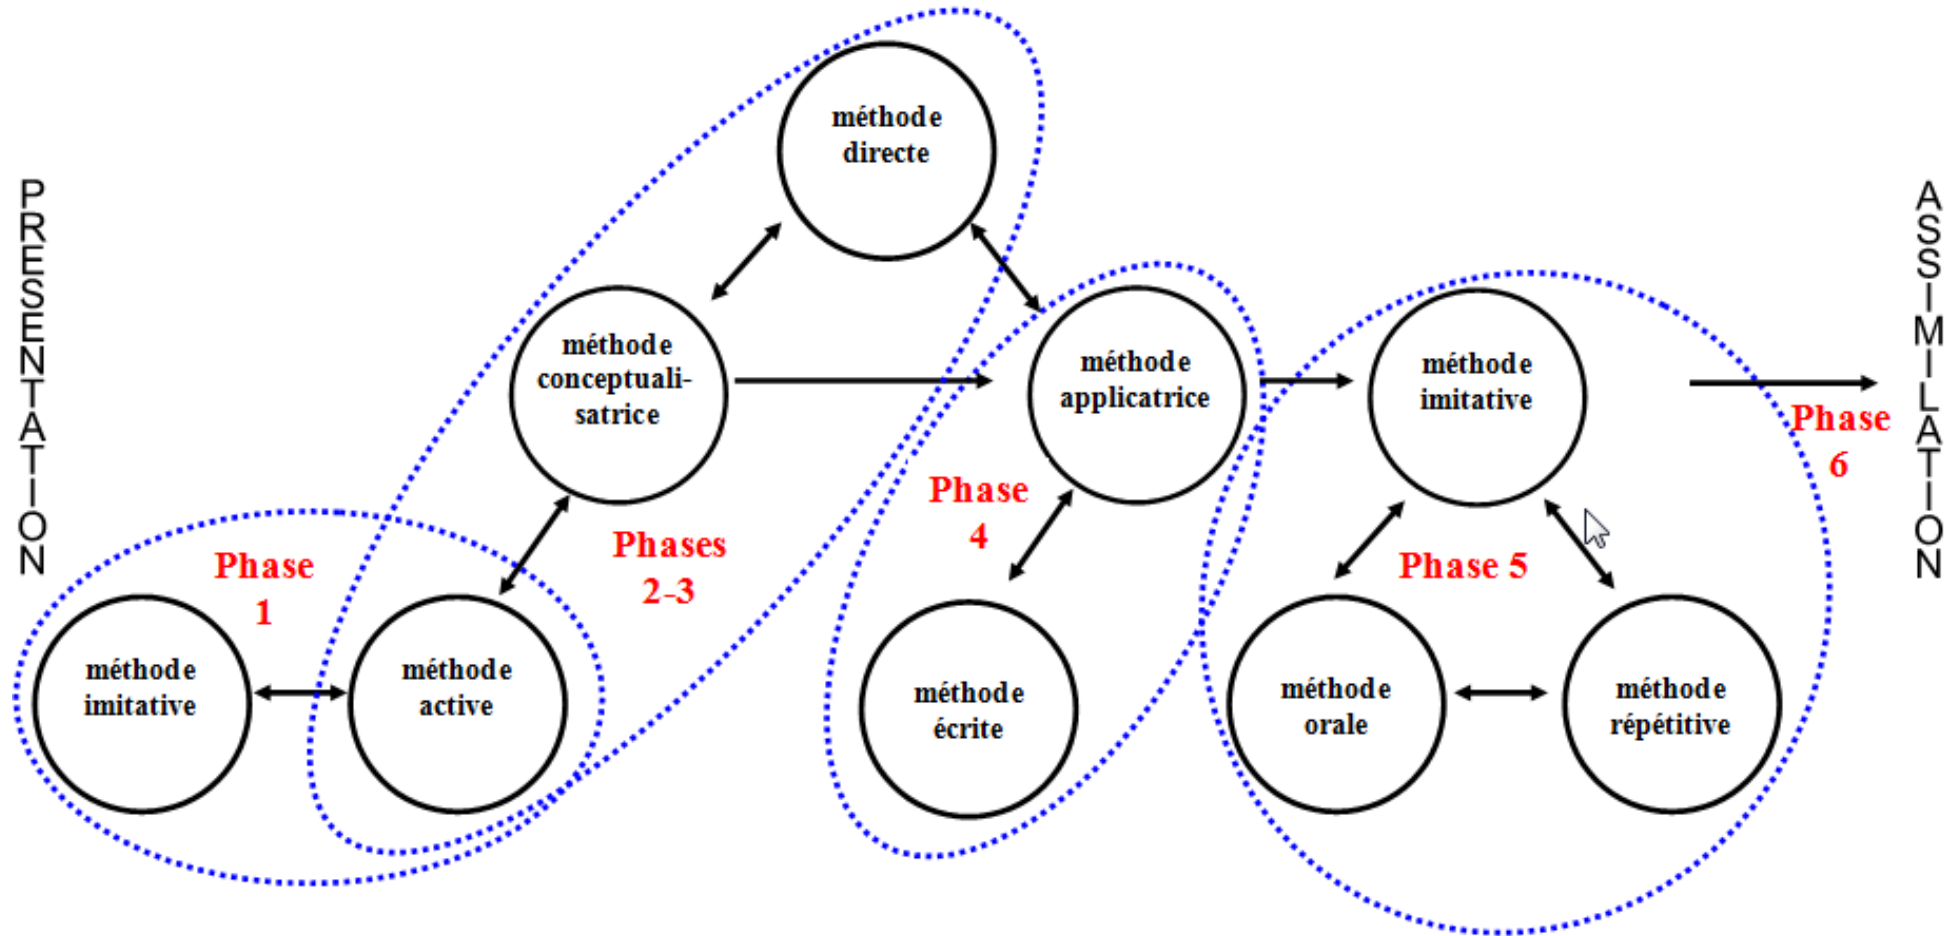 PRESENTATION
méthode
directe
méthode
conceptuali-
satrice
méthode
applicatrice
méthode
imitative
Phase
6
Phase
4
Phases
2-3
Phase
1
Phase 5
méthode
imitative
méthode
active
méthode
écrite
méthode
orale
méthode
répétitive
ASSIMILATION